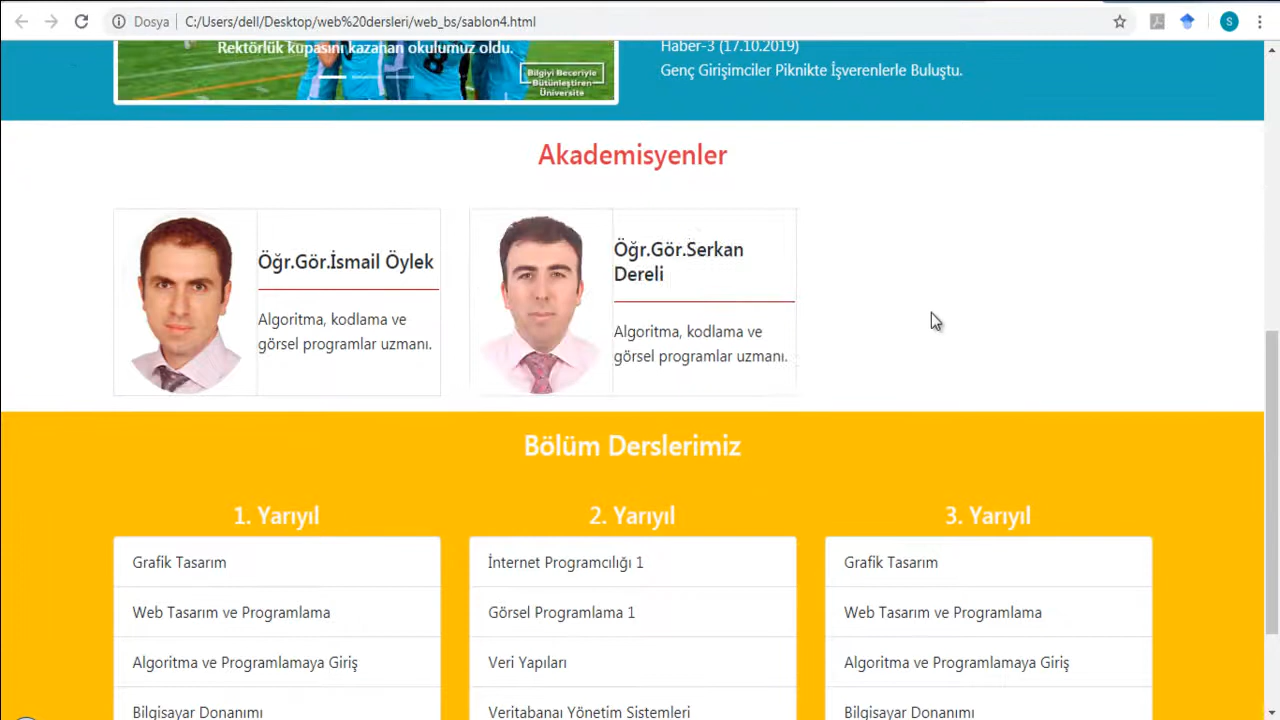 Dosya C:/Users/dell/Desktop/web%20dersleri/web_bs/sablon4.html
S
Rektörlük kupasını kazanan okulumuz oldu.
Bilgiyi Beceriyle
Bütünleştiren
Üniversite
Haber-3 (17.10.2019)
Genç Girişimciler Piknikte İşverenlerle Buluştu.
Akademisyenler
Öğr.Gör.İsmail Öylek
Algoritma, kodlama ve
görsel programlar uzmanı.
Öğr.Gör.Serkan
Dereli
Algoritma, kodlama ve
görsel programlar uzmanı.
Bölüm Derslerimiz
1. Yarıyıl
Grafik Tasarım
Web Tasarım ve Programlama
Algoritma ve Programlamaya Giriş
Bilgisayar Donanımı
2. Yarıyıl
İnternet Programcılığı 1
Görsel Programlama 1
Veri Yapıları
Veritabanı Yönetim Sistemleri
3. Yarıyıl
Grafik Tasarım
Web Tasarım ve Programlama
Algoritma ve Programlamaya Giriş
Bilgisayar Donanımı